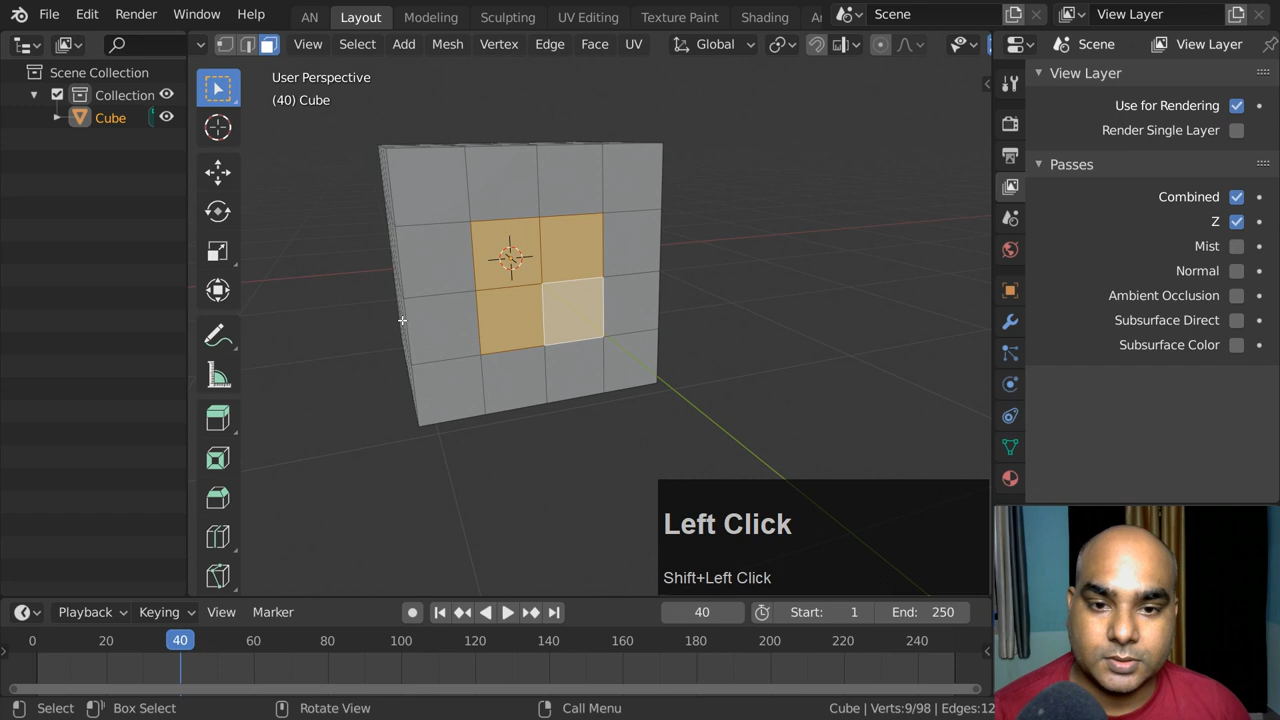 File Edit Render Window Help AN Layout Modeling Sculpting UV Editing Texture Paint Shading Scene View Layer
View Select Add Mesh Vertex Edge Face UV Global Scene View Layer
Scene Collection
Collection
Cube
User Perspective
(40) Cube
View Layer
Use for Rendering
Render Single Layer
Passes
Combined
Z
Mist
Normal
Ambient Occlusion
Subsurface Direct
Subsurface Color
Left Click
Shift+Left Click
Playback Keying View Marker 40 Start: 1 End: 250
0 20 40 60 80 100 120 140 160 180 200 220 240
Select Box Select Rotate View Call Menu Cube | Verts:9/98 | Edges:12